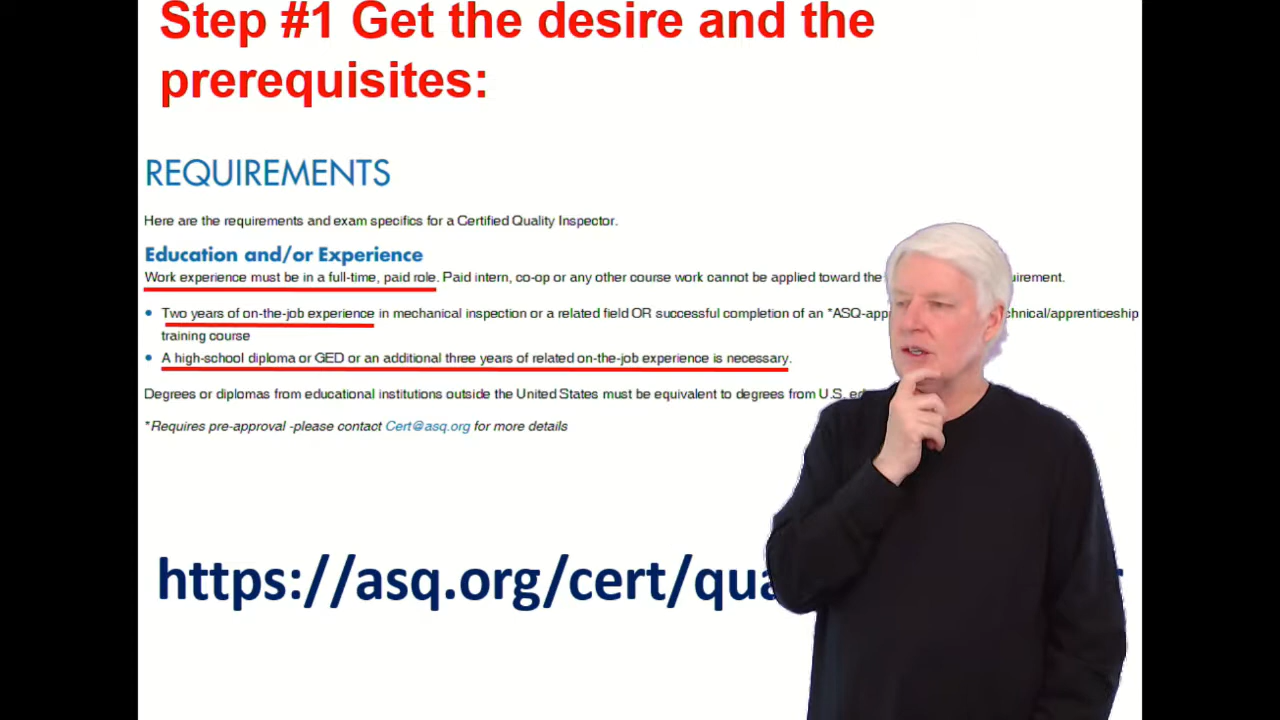 Step #1 Get the desire and the
prerequisites:
REQUIREMENTS
Here are the requirements and exam specifics for a Certified Quality Inspector.
Education and/or Experience
Work experience must be in a full-time, paid role. Paid intern, co-op or any other course work cannot be applied toward the
Two years of on-the-job experience in mechanical inspection or a related field OR successful completion of an *ASQ-app chnical/apprenticeship
training course
A high-school diploma or GED or an additional three years of related on-the-job experience is necessary.
Degrees or diplomas from educational institutions outside the United States must be equivalent to degrees from U.S.
*Requires pre-approval -please contact Cert@asq.org for more details
https://asq.org/cert/qua